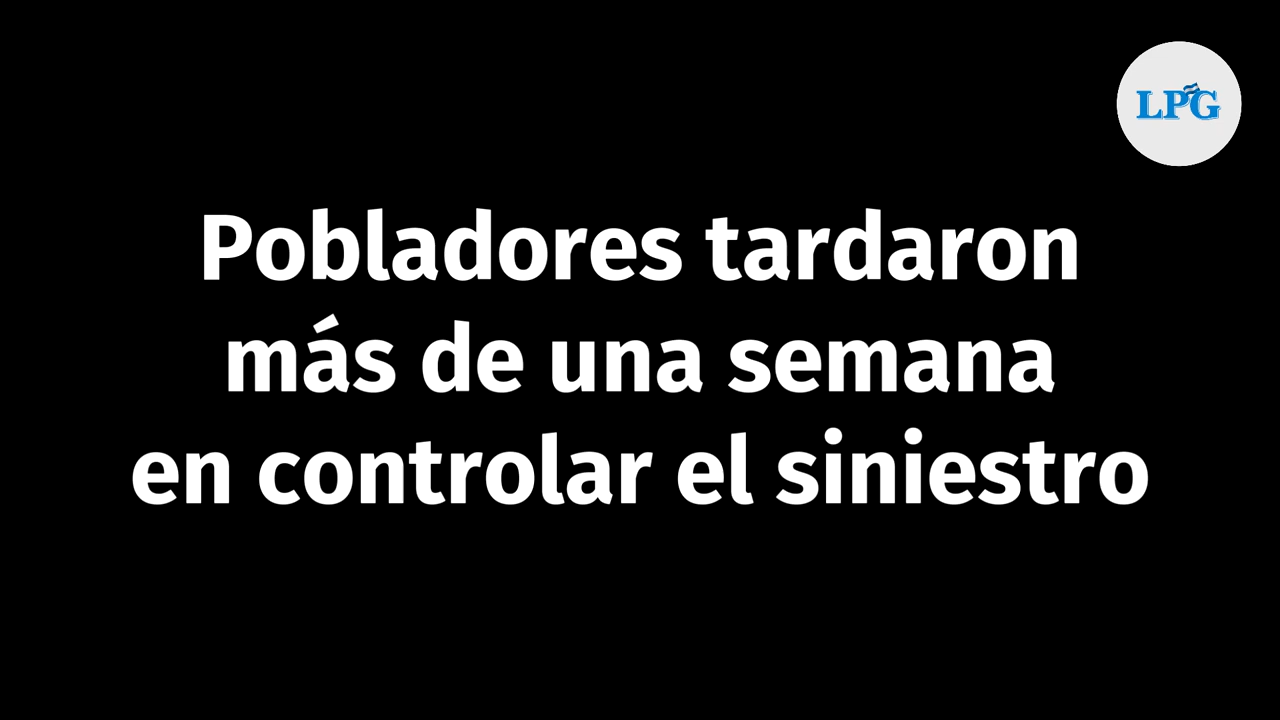 LPG
Pobladores tardaron
más de una semana
en controlar el siniestro